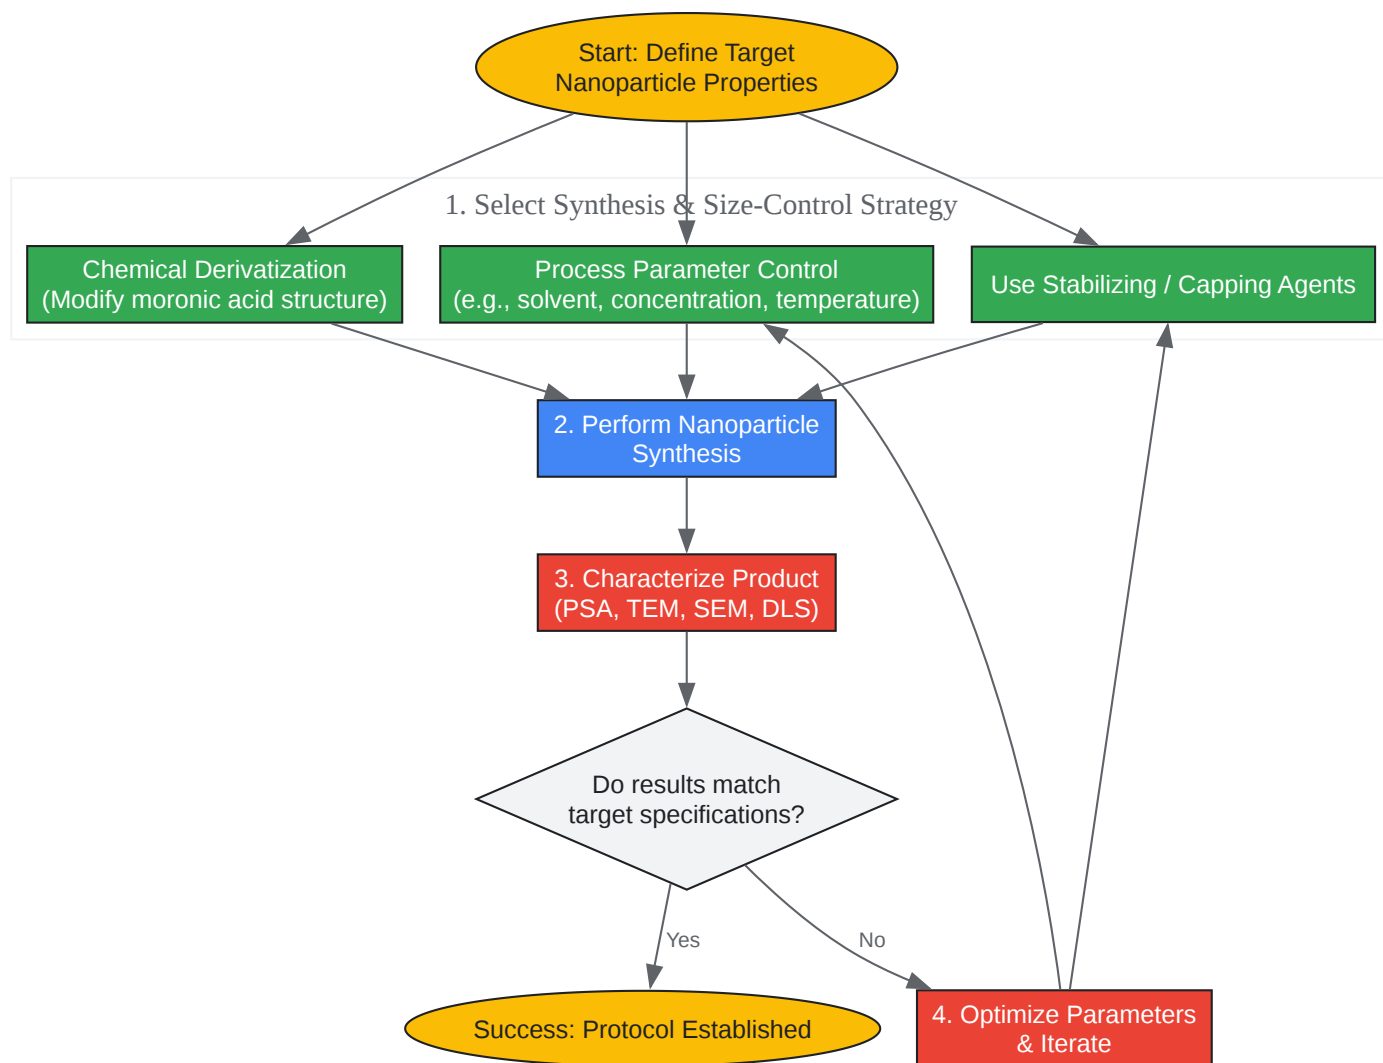 Start: Define Target
Nanoparticle Properties
1. Select Synthesis & Size-Control Strategy
Chemical Derivatization
(Modify moronic acid structure)
Process Parameter Control
(e.g., solvent, concentration, temperature)
Use Stabilizing / Capping Agents
2. Perform Nanoparticle
Synthesis
3. Characterize Product
(PSA, TEM, SEM, DLS)
Do results match
target specifications?
Yes
No
Success: Protocol Established
4. Optimize Parameters
& Iterate